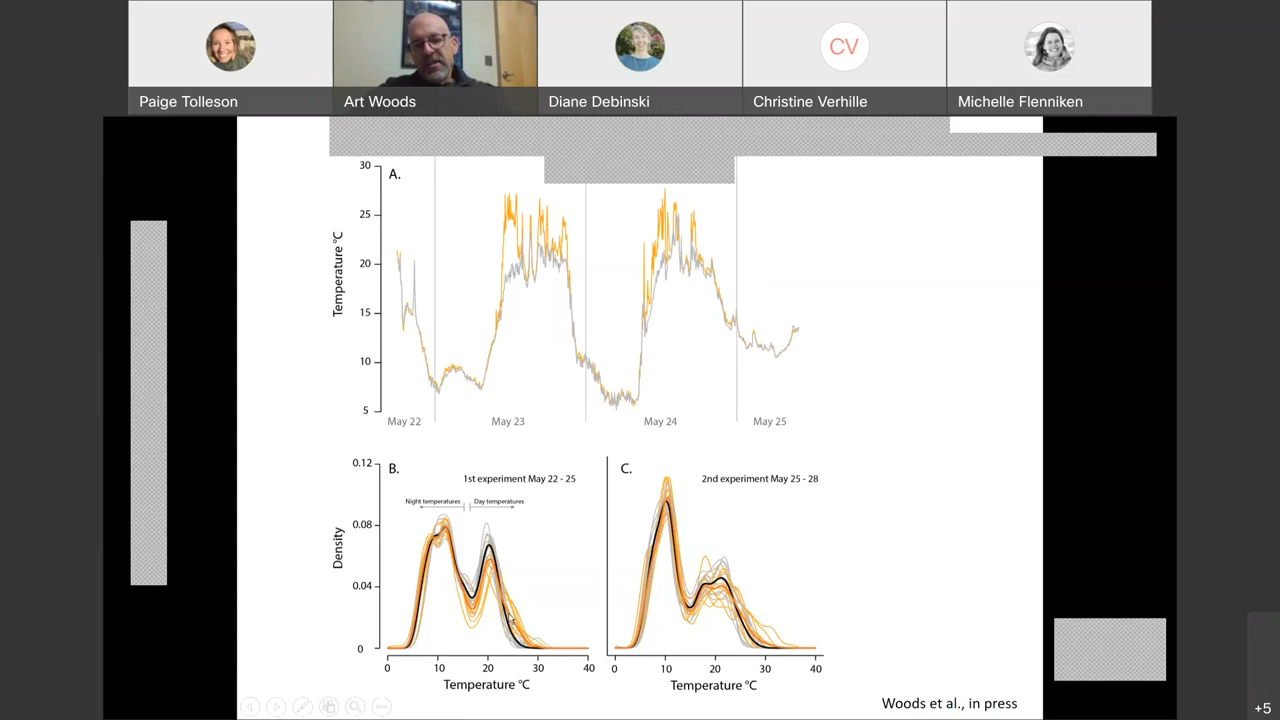 CV
Paige Tolleson
Art Woods
Diane Debinski
Christine Verhille
Michelle Flenniken
A.
30
25
20
15
10
5
Temperature °C
May 22
May 23
May 24
May 25
B.
1st experiment May 22 - 25
Night temperatures
Day temperatures
0.12
0.08
0.04
0
Density
0
10
20
30
40
Temperature °C
C.
2nd experiment May 25 - 28
0
10
20
30
40
Temperature °C
Woods et al., in press
+5